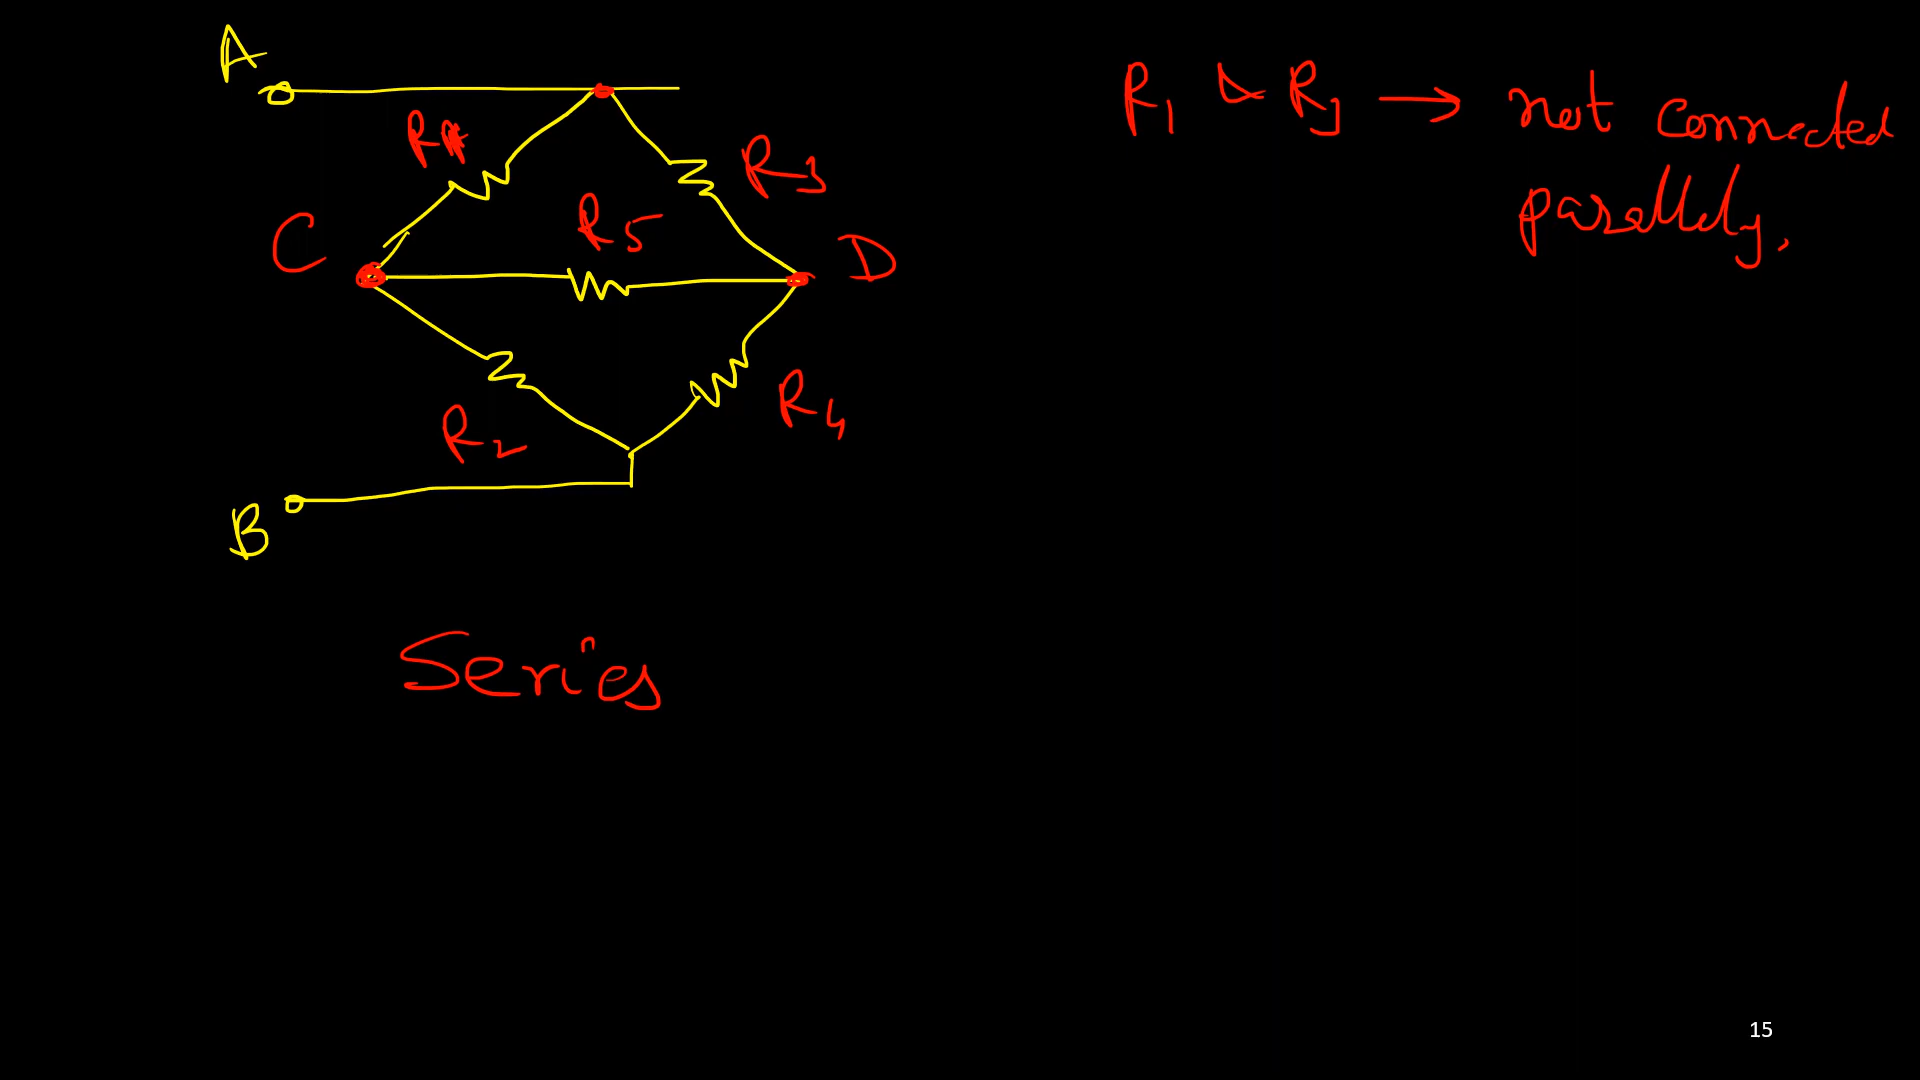 A
R1
R3
R5
C
D
R2
R4
B
Series
R1 & R3 → not connected
parallely.
15